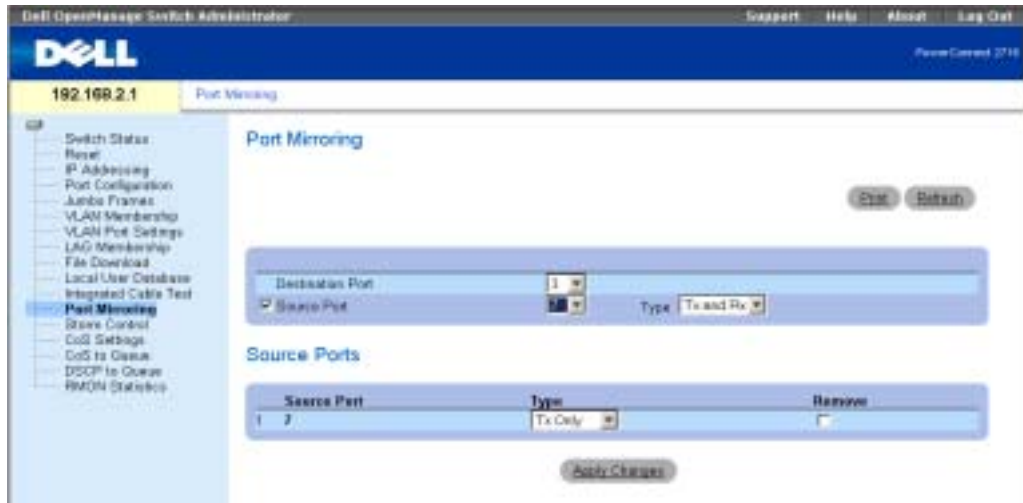 Dell OpenManage Switch Administrator
Support Help About Log Out
DELL
PowerConnect 2716
192.168.2.1
Port Mirroring
Switch Status
Reset
IP Addressing
Port Configuration
Jumbo Frames
VLAN Membership
VLAN Port Settings
LAG Membership
File Download
Local User Database
Integrated Cable Test
Port Mirroring
Storm Control
CoS Settings
CoS to Queue
DSCP to Queue
RMON Statistics
Port Mirroring
Print Refresh
Destination Port
Source Port Type Tx and Rx
Source Ports
Source Port Type Remove
1 Tx Only
Apply Changes